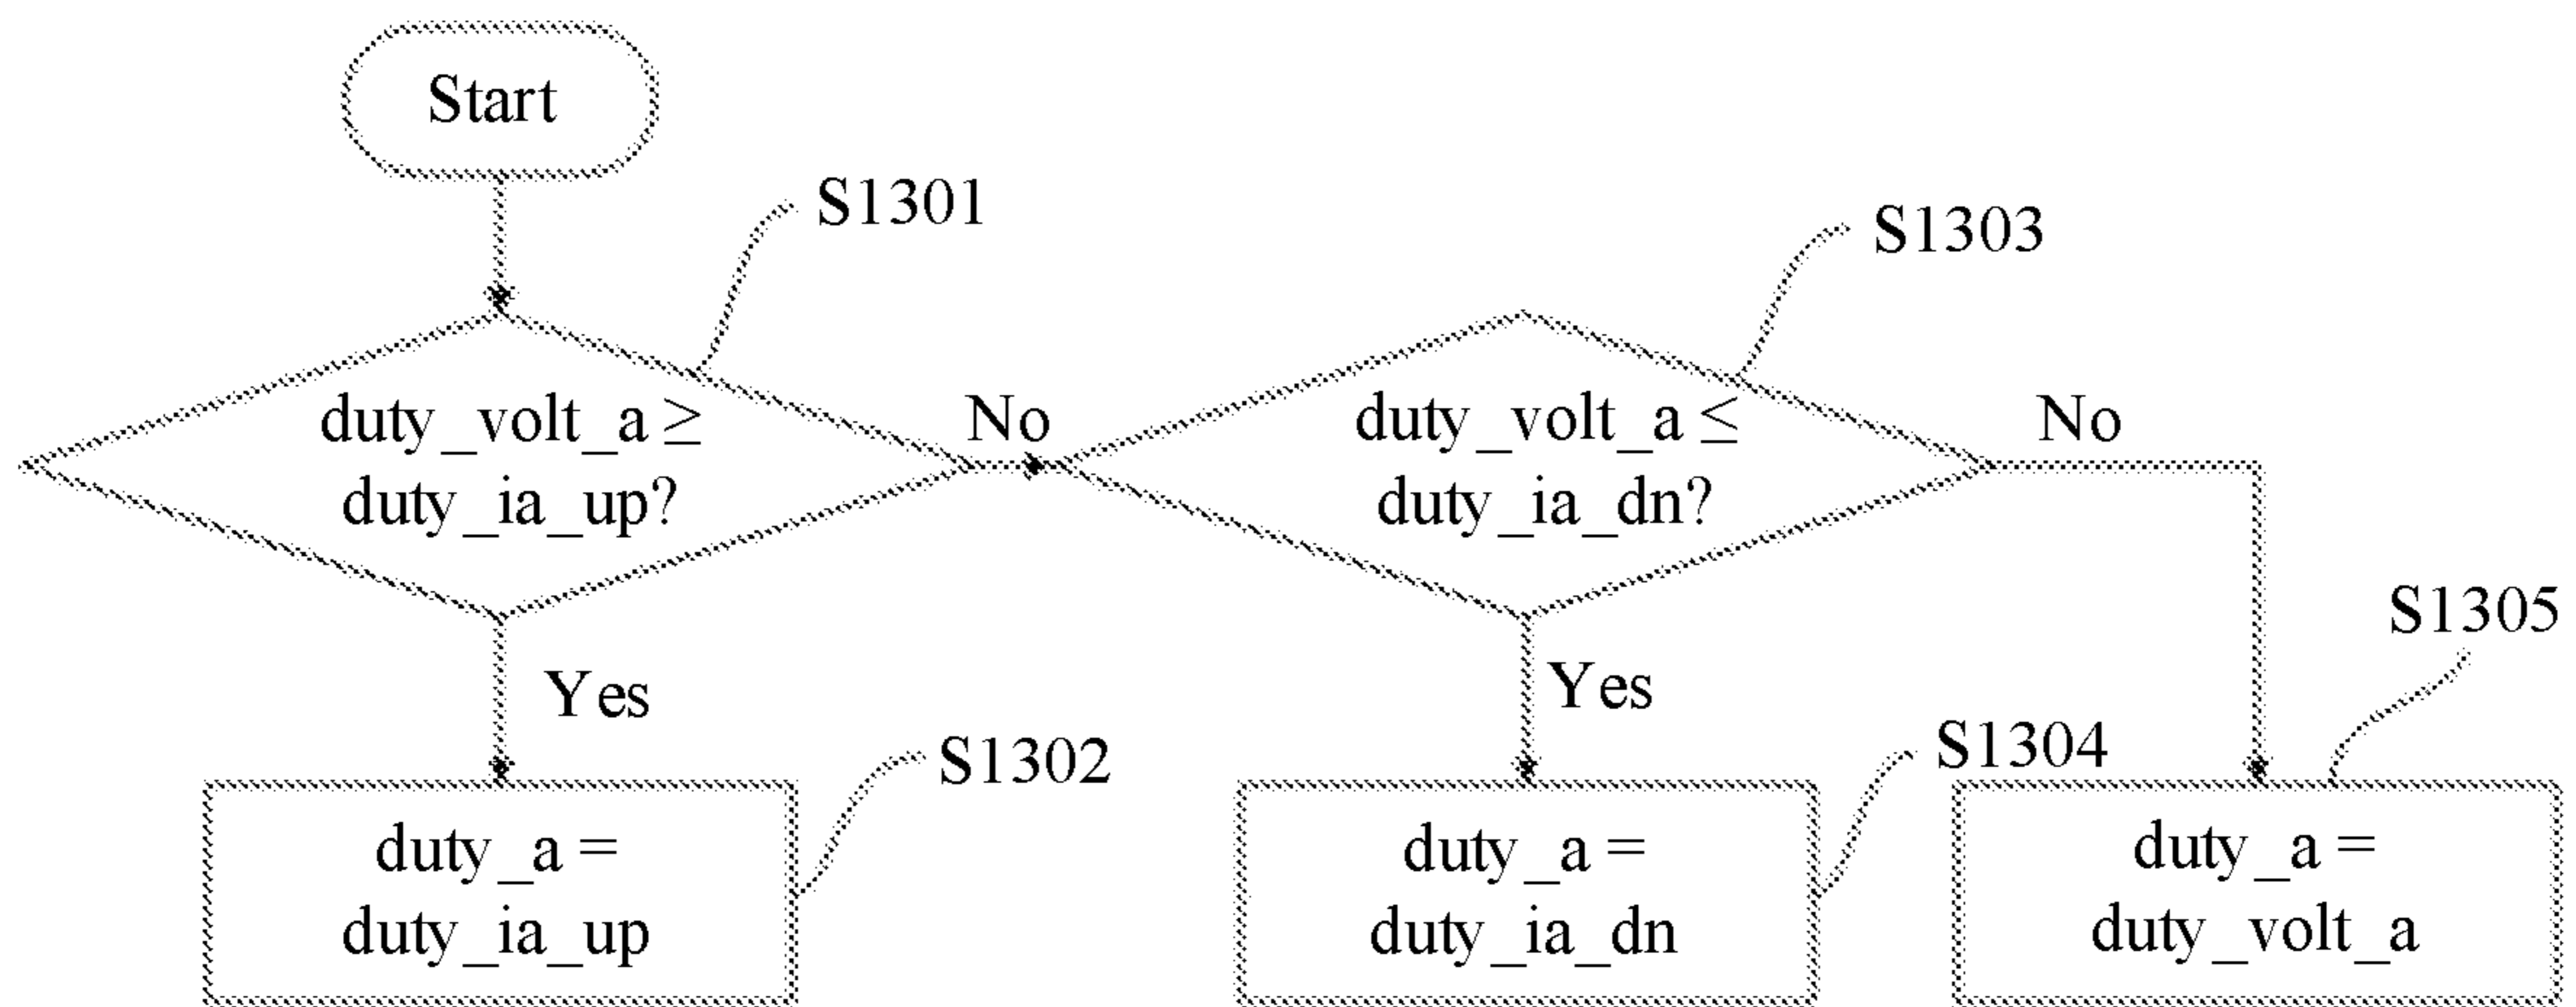 Start
S1301
S1303
duty_volt_a ≥
duty_ia_up?
No
duty_volt_a ≤
duty_ia_dn?
No
Yes
Yes
S1305
S1302
S1304
duty_a =
duty_ia_up
duty_a =
duty_ia_dn
duty_a =
duty_volt_a